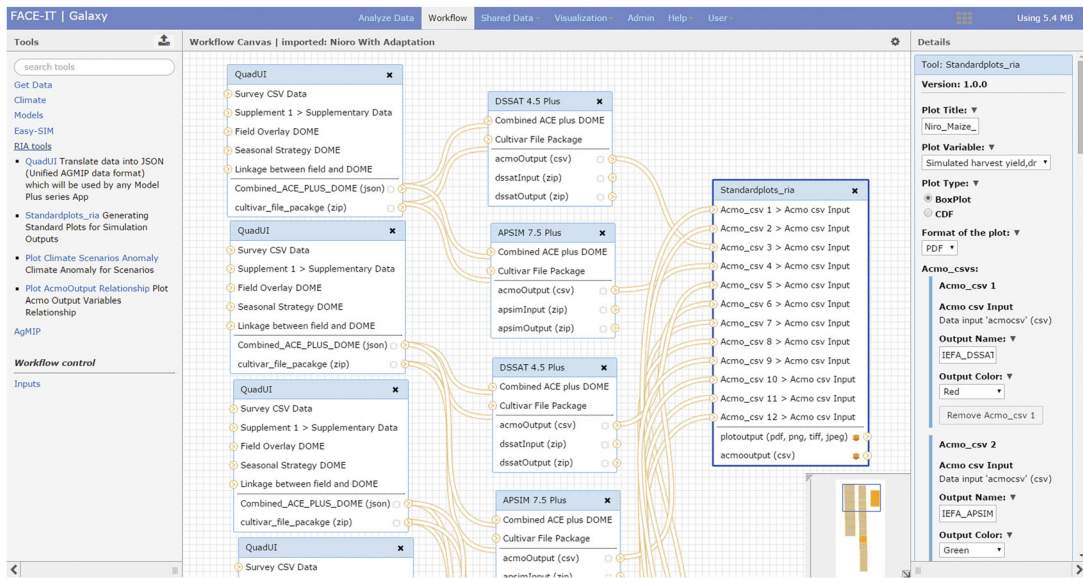 FACE-IT | Galaxy
Analyze Data Workflow Shared Data Visualization Admin Help User
Using 5.4 MB
Tools
search tools
Get Data
Climate
Models
Easy-SIM
RIA tools
QuadUI Translate data into JSON
(Unified AGMIP data format)
which will be used by any Model
Plus series App
Standardplots_ria Generating
Standard Plots for Simulation
Outputs
Plot Climate Scenarios Anomaly
Climate Anomaly for Scenarios
Plot AcmoOutput Relationship Plot
Acmo Output Variables
Relationship
AgMIP
Workflow control
Inputs
Workflow Canvas | imported: Nioro With Adaptation
QuadUI
Survey CSV Data
Supplement 1 > Supplementary Data
Field Overlay DOME
Seasonal Strategy DOME
Linkage between field and DOME
Combined_ACE_PLUS_DOME (json)
cultivar_file_pacakge (zip)
QuadUI
Survey CSV Data
Supplement 1 > Supplementary Data
Field Overlay DOME
Seasonal Strategy DOME
Linkage between field and DOME
Combined_ACE_PLUS_DOME (json)
cultivar_file_pacakge (zip)
QuadUI
Survey CSV Data
Supplement 1 > Supplementary Data
Field Overlay DOME
Seasonal Strategy DOME
Linkage between field and DOME
Combined_ACE_PLUS_DOME (json)
cultivar_file_pacakge (zip)
QuadUI
Survey CSV Data
DSSAT 4.5 Plus
Combined ACE plus DOME
Cultivar File Package
acmoOutput (csv)
dssatInput (zip)
dssatOutput (zip)
APSIM 7.5 Plus
Combined ACE plus DOME
Cultivar File Package
acmoOutput (csv)
apsimInput (zip)
apsimOutput (zip)
DSSAT 4.5 Plus
Combined ACE plus DOME
Cultivar File Package
acmoOutput (csv)
dssatInput (zip)
dssatOutput (zip)
APSIM 7.5 Plus
Combined ACE plus DOME
Cultivar File Package
acmoOutput (csv)
apsimInput (zip)
Standardplots_ria
Acmo_csv 1 > Acmo csv Input
Acmo_csv 2 > Acmo csv Input
Acmo_csv 3 > Acmo csv Input
Acmo_csv 4 > Acmo csv Input
Acmo_csv 5 > Acmo csv Input
Acmo_csv 6 > Acmo csv Input
Acmo_csv 7 > Acmo csv Input
Acmo_csv 8 > Acmo csv Input
Acmo_csv 9 > Acmo csv Input
Acmo_csv 10 > Acmo csv Input
Acmo_csv 11 > Acmo csv Input
Acmo_csv 12 > Acmo csv Input
plotoutput (pdf, png, tiff, jpeg)
acmooutput (csv)
Details
Tool: Standardplots_ria
Version: 1.0.0
Plot Title:
Niro_Maize_
Plot Variable:
Simulated harvest yield,dr
Plot Type:
BoxPlot
CDF
Format of the plot:
PDF
Acmo_csvs:
Acmo_csv 1
Acmo csv Input
Data input 'acmocsv' (csv)
Output Name:
IEFA_DSSAT
Output Color:
Red
Remove Acmo_csv 1
Acmo_csv 2
Acmo csv Input
Data input 'acmocsv' (csv)
Output Name:
IEFA_APSIM
Output Color:
Green